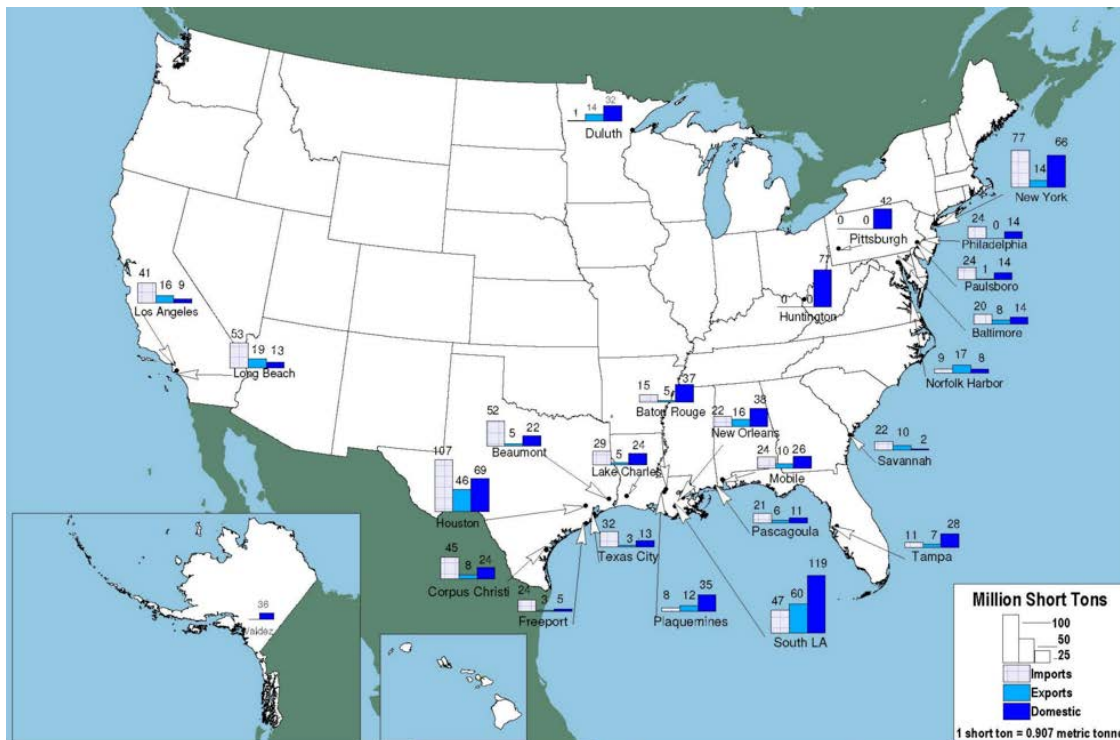 1 14 32
Duluth
77 14 66
New York
0 0 42
Pittsburgh
24 0 14
Philadelphia
24 1 14
Paulsboro
0 0 77
Huntington
20 8 14
Baltimore
9 17 8
Norfolk Harbor
41 16 9
Los Angeles
53 19 13
Long Beach
15 5 37
Baton Rouge
22 16 38
New Orleans
52 5 22
Beaumont
29 5 24
Lake Charles
24 10 26
Mobile
22 10 2
Savannah
107 46 69
Houston
21 6 11
Pascagoula
32 3 13
Texas City
11 7 28
Tampa
45 8 24
Corpus Christi
24 3 5
Freeport
8 12 35
Plaquemines
47 60 119
South LA
36
Valdez
Million Short Tons
100
50
25
Imports
Exports
Domestic
1 short ton = 0.907 metric tonne